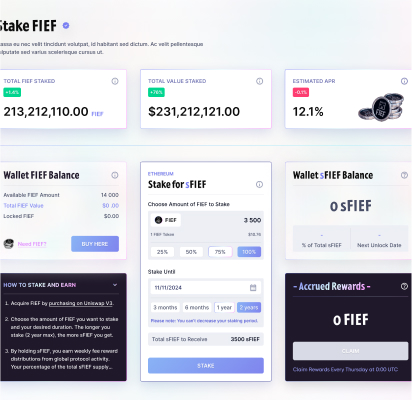 Stake FIEF
assa eu nec velit tincidunt volutpat, id habitant sed dictum. Ac velit pellentesque
ulputate sed varius scelerisque cursus ut.
TOTAL FIEF STAKED
+1.4%
213,212,110.00 FIEF
TOTAL VALUE STAKED
+76%
$231,212,121.00
ESTIMATED APR
-0.1%
12.1%
Wallet FIEF Balance
Available FIEF Amount 14 000
Total FIEF Value $0 .00
Locked FIEF $0.00
Need FIEF?
BUY HERE
HOW TO STAKE AND EARN
1. Acquire FIEF by purchasing on Uniswap V3.
2. Choose the amount of FIEF you want to stake
and your desired duration. The longer you
stake (2 year max), the more sFIEF you get.
3. By holding sFIEF, you earn weekly fee reward
distributions from global protocol activity.
Your percentage of the total sFIEF supply...
ETHEREUM
Stake for sFIEF
Choose Amount of FIEF to Stake
FIEF 3 500
1 FIEF Token
25% 50% 75% 100%
Stake Until
11/11/2024
3 months 6 months 1 year 2 years
Please note: You can't decrease your staking period.
Total sFIEF to Receive 3500 sFIEF
STAKE
Wallet sFIEF Balance
0 sFIEF
- -
% of Total sFIEF Next Unlock Date
~ Accrued Rewards ~
0 FIEF
CLAIM
Claim Rewards Every Thursday at 0:00 UTC